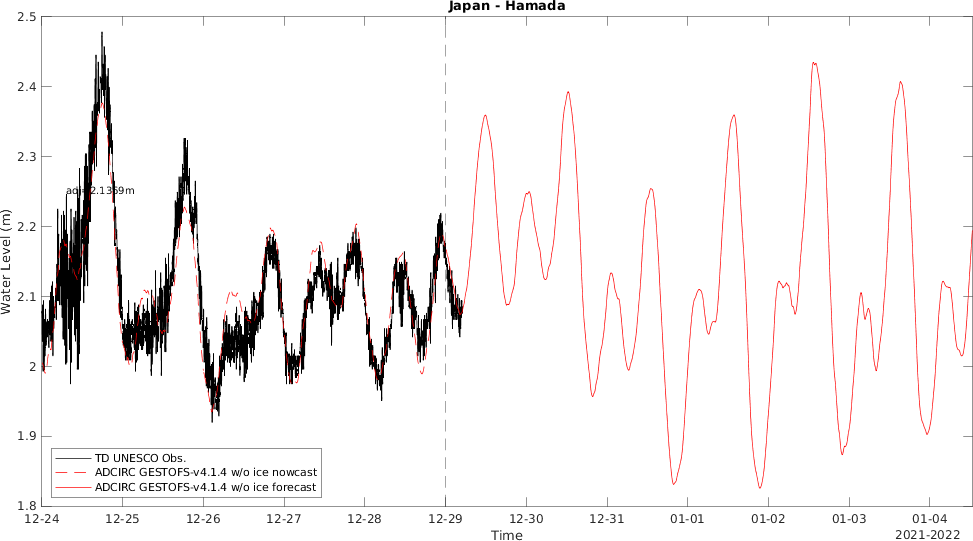 Japan - Hamada
2.5
2.4
2.3
2.2
2.1
2
1.9
1.8
Water Level (m)
adj=2.1369m
TD UNESCO Obs.
ADCIRC GESTOFS-v4.1.4 w/o ice nowcast
ADCIRC GESTOFS-v4.1.4 w/o ice forecast
12-24 12-25 12-26 12-27 12-28 12-29 12-30 12-31 01-01 01-02 01-03 01-04
Time
2021-2022